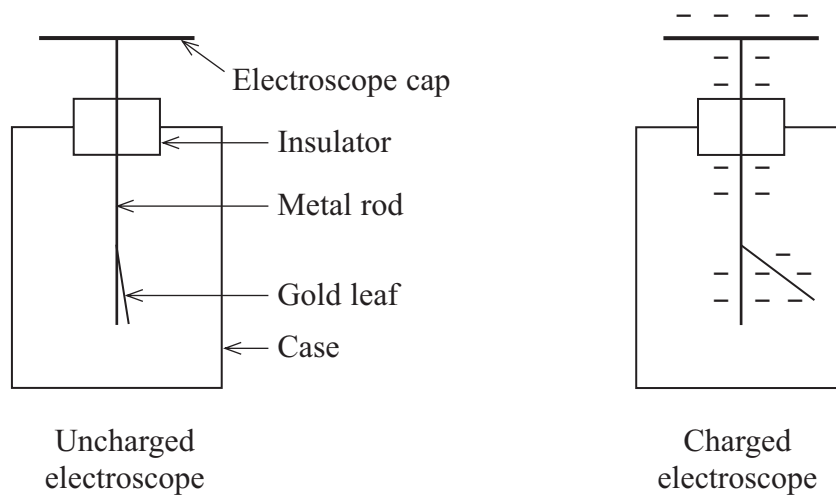 Electroscope cap
Insulator
Metal rod
Gold leaf
Case
Uncharged
electroscope
Charged
electroscope